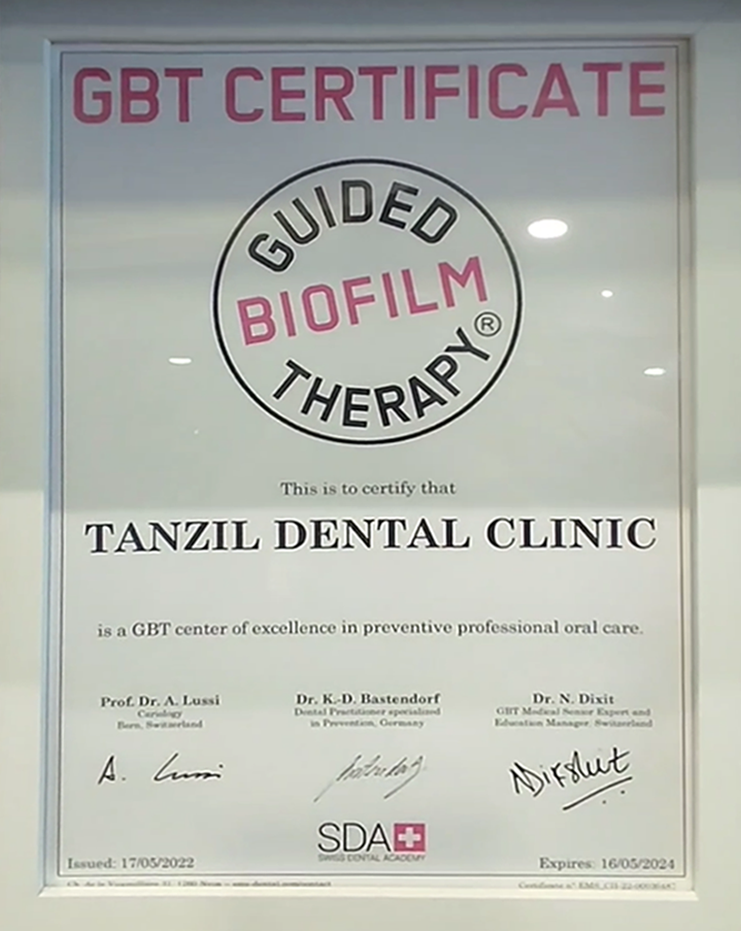 GBT CERTIFICATE
GUIDED
BIOFILM
THERAPY®
This is to certify that
TANZIL DENTAL CLINIC
is a GBT center of excellence in preventive professional oral care.
Prof. Dr. A. Lussi
Cariology
Bern, Switzerland
Dr. K.-D. Bastendorf
Dental Practitioner specialized
in Prevention, Germany
Dr. N. Dixit
GBT Medical Senior Expert and
Education Manager, Switzerland
A. Lussi
NDixshit
SDA
SWISS DENTAL ACADEMY
Issued: 17/05/2022
Expires: 16/05/2024